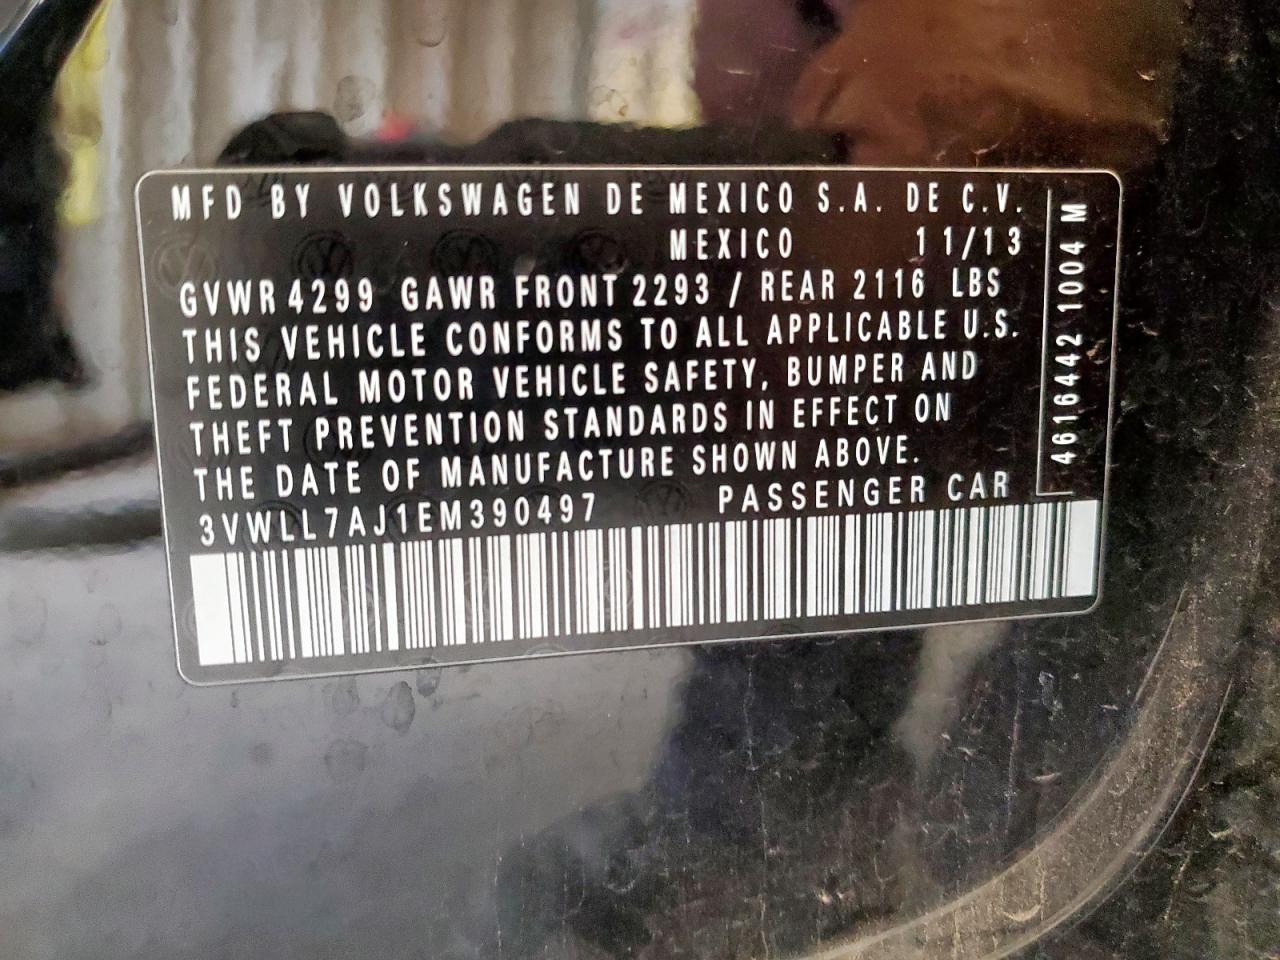 MFD BY VOLKSWAGEN DE MEXICO S.A. DE C.V.
MEXICO 11/13
GVWR 4299 GAWR FRONT 2293 / REAR 2116 LBS
THIS VEHICLE CONFORMS TO ALL APPLICABLE U.S.
FEDERAL MOTOR VEHICLE SAFETY, BUMPER AND
THEFT PREVENTION STANDARDS IN EFFECT ON
THE DATE OF MANUFACTURE SHOWN ABOVE.
3VWLL7AJ1EM390497 PASSENGER CAR
4616442 1004 M